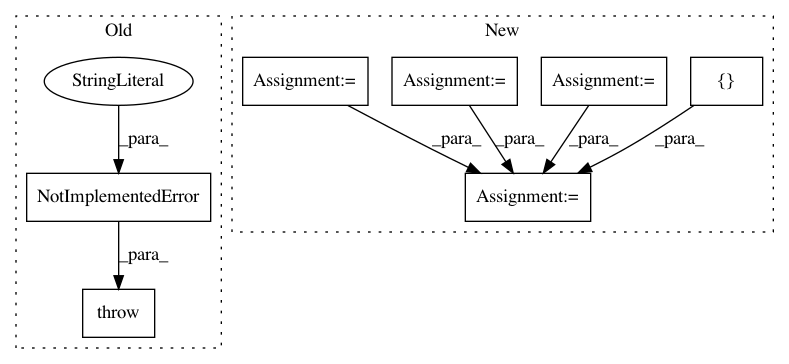 Old
New
StringLiteral
Assignment:=
Assignment:=
Assignment:=
{}
_para_
_para_
_para_
_para_
_para_
NotImplementedError
Assignment:=
_para_
throw